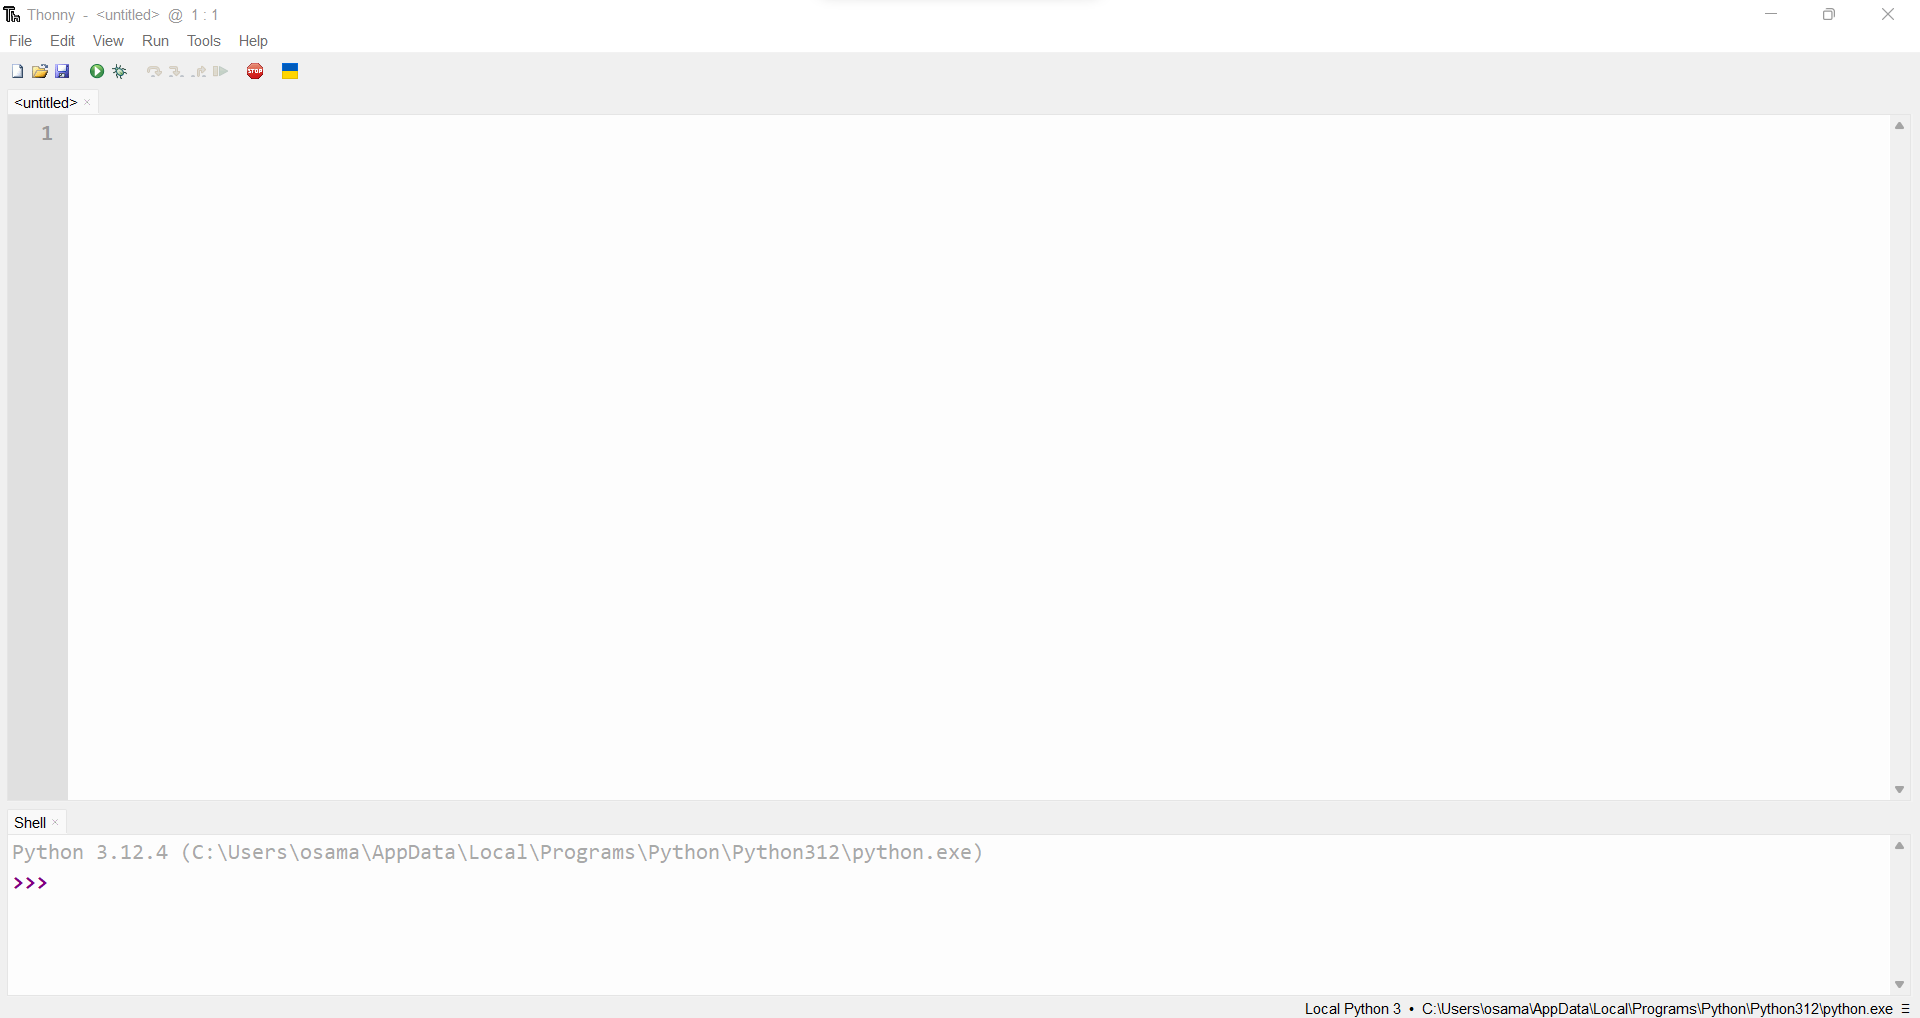 Thonny - <untitled> @ 1 : 1
File Edit View Run Tools Help
STOP
<untitled> ×
1
Shell ×
Python 3.12.4 (C:\Users\osama\AppData\Local\Programs\Python\Python312\python.exe)
>>>
Local Python 3 • C:\Users\osama\AppData\Local\Programs\Python\Python312\python.exe ☰